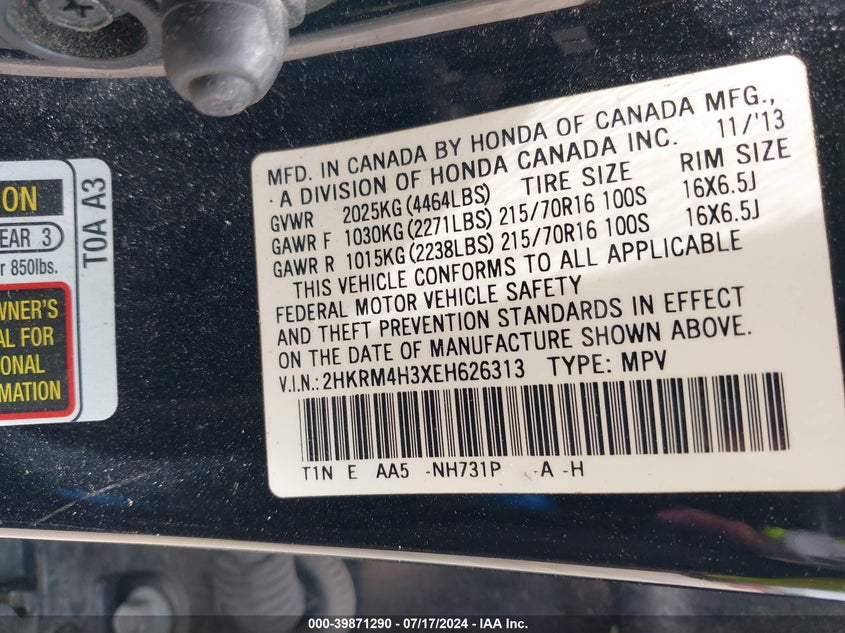 MFD. IN CANADA BY HONDA OF CANADA MFG.,
A DIVISION OF HONDA CANADA INC. 11/'13
GVWR 2025KG(4464LBS) TIRE SIZE RIM SIZE
GAWR F 1030KG(2271LBS) 215/70R16 100S 16X6.5J
GAWR R 1015KG(2238LBS) 215/70R16 100S 16X6.5J
THIS VEHICLE CONFORMS TO ALL APPLICABLE
FEDERAL MOTOR VEHICLE SAFETY
AND THEFT PREVENTION STANDARDS IN EFFECT
ON THE DATE OF MANUFACTURE SHOWN ABOVE.
V.I.N.: 2HKRM4H3XEH626313 TYPE: MPV
T1N E AA5 -NH731P -A -H
ON
EAR 3
r 850lbs.
WNER'S
AL FOR
IONAL
MATION
T0A A3
000-39871290 - 07/17/2024 - IAA Inc.